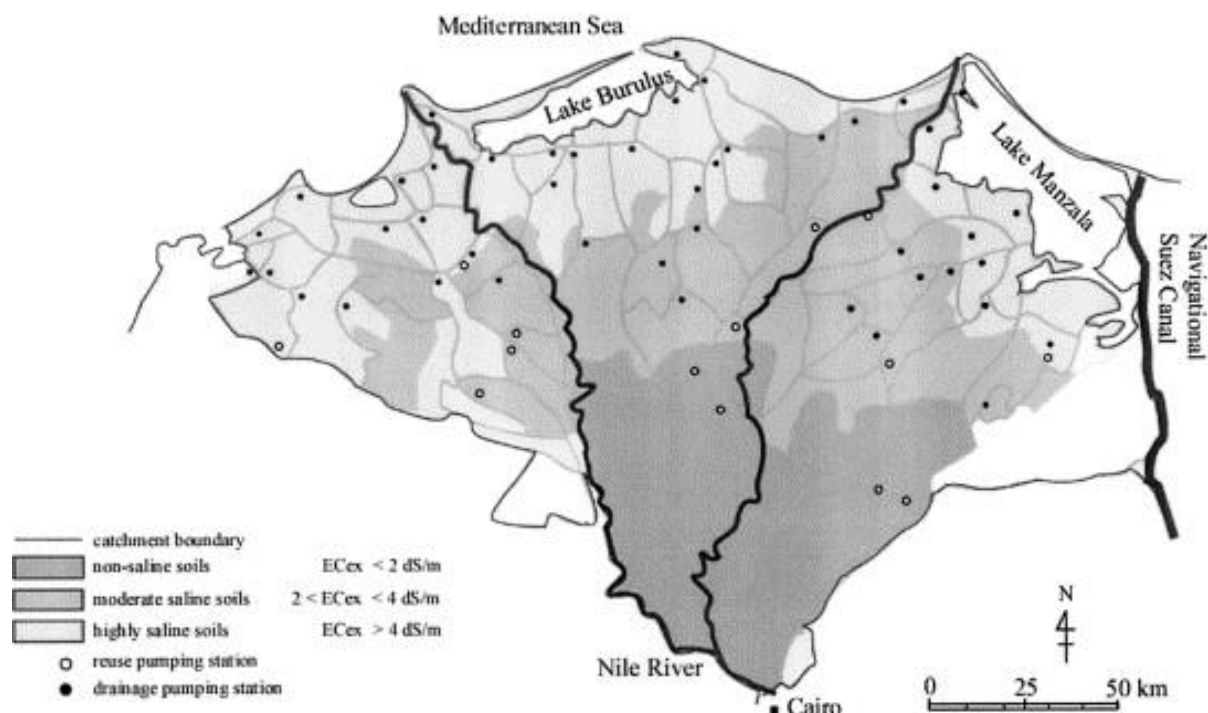 Mediterranean Sea
Lake Burulus
Lake Manzala
Navigational
Suez Canal
catchment boundary
non-saline soils ECex < 2 dS/m
moderate saline soils 2 < ECex < 4 dS/m
highly saline soils ECex > 4 dS/m
reuse pumping station
drainage pumping station
Nile River
Cairo
N
0 25 50 km